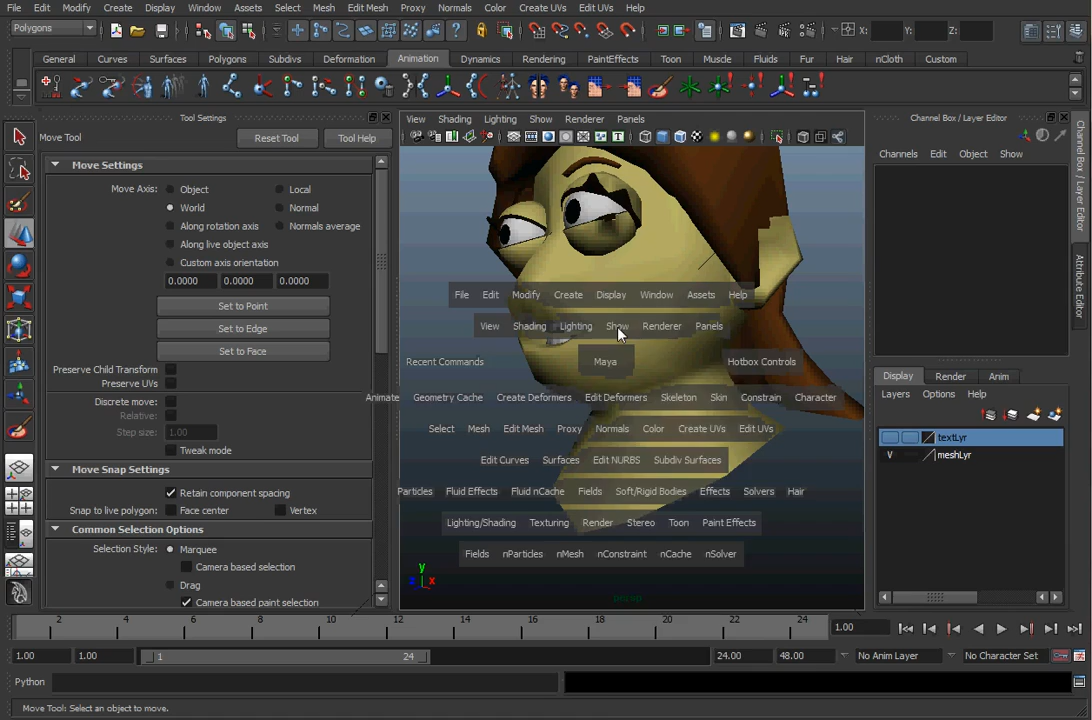 File Edit Modify Create Display Window Assets Select Mesh Edit Mesh Proxy Normals Color Create UVs Edit UVs Help
Polygons X: Y: Z:
General Curves Surfaces Polygons Subdivs Deformation Animation Dynamics Rendering PaintEffects Toon Muscle Fluids Fur Hair nCloth Custom
Tool Settings
Move Tool Reset Tool Tool Help
Move Settings
Move Axis: Object Local
World Normal
Along rotation axis Normals average
Along live object axis
Custom axis orientation
0.0000 0.0000 0.0000
Set to Point
Set to Edge
Set to Face
Preserve Child Transform
Preserve UVs
Discrete move:
Relative:
Step size: 1.00
Tweak mode
Move Snap Settings
Retain component spacing
Snap to live polygon: Face center Vertex
Common Selection Options
Selection Style: Marquee
Camera based selection
Drag
Camera based paint selection
View Shading Lighting Show Renderer Panels
File Edit Modify Create Display Window Assets Help
View Shading Lighting Show Renderer Panels
Recent Commands Maya Hotbox Controls
Animate Geometry Cache Create Deformers Edit Deformers Skeleton Skin Constrain Character
Select Mesh Edit Mesh Proxy Normals Color Create UVs Edit UVs
Edit Curves Surfaces Edit NURBS Subdiv Surfaces
Particles Fluid Effects Fluid nCache Fields Soft/Rigid Bodies Effects Solvers Hair
Lighting/Shading Texturing Render Stereo Toon Paint Effects
Fields nParticles nMesh nConstraint nCache nSolver
y
z x
persp
Channel Box / Layer Editor
Channels Edit Object Show
Channel Box / Layer Editor
Attribute Editor
Display Render Anim
Layers Options Help
textLyr
V meshLyr
2 4 6 8 10 12 14 16 18 20 22 24 1.00
1.00 1.00 1 24 24.00 48.00 No Anim Layer No Character Set
Python
Move Tool: Select an object to move.